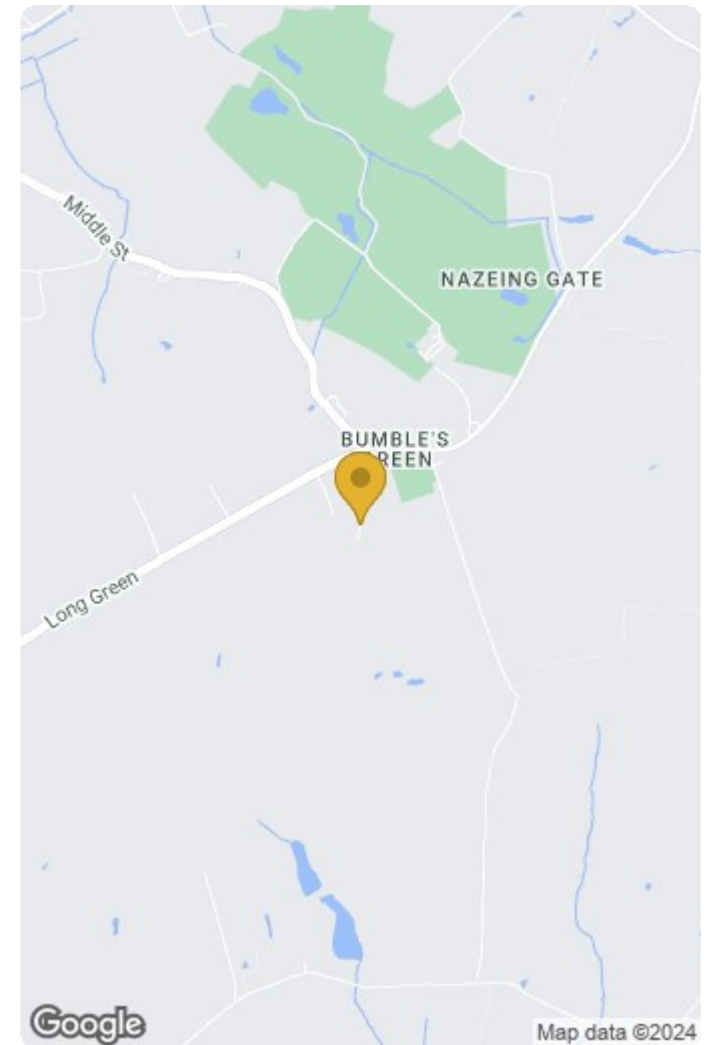 Middle St
NAZEING GATE
BUMBLE'S
REEN
Long Green
Google
Map data ©2024